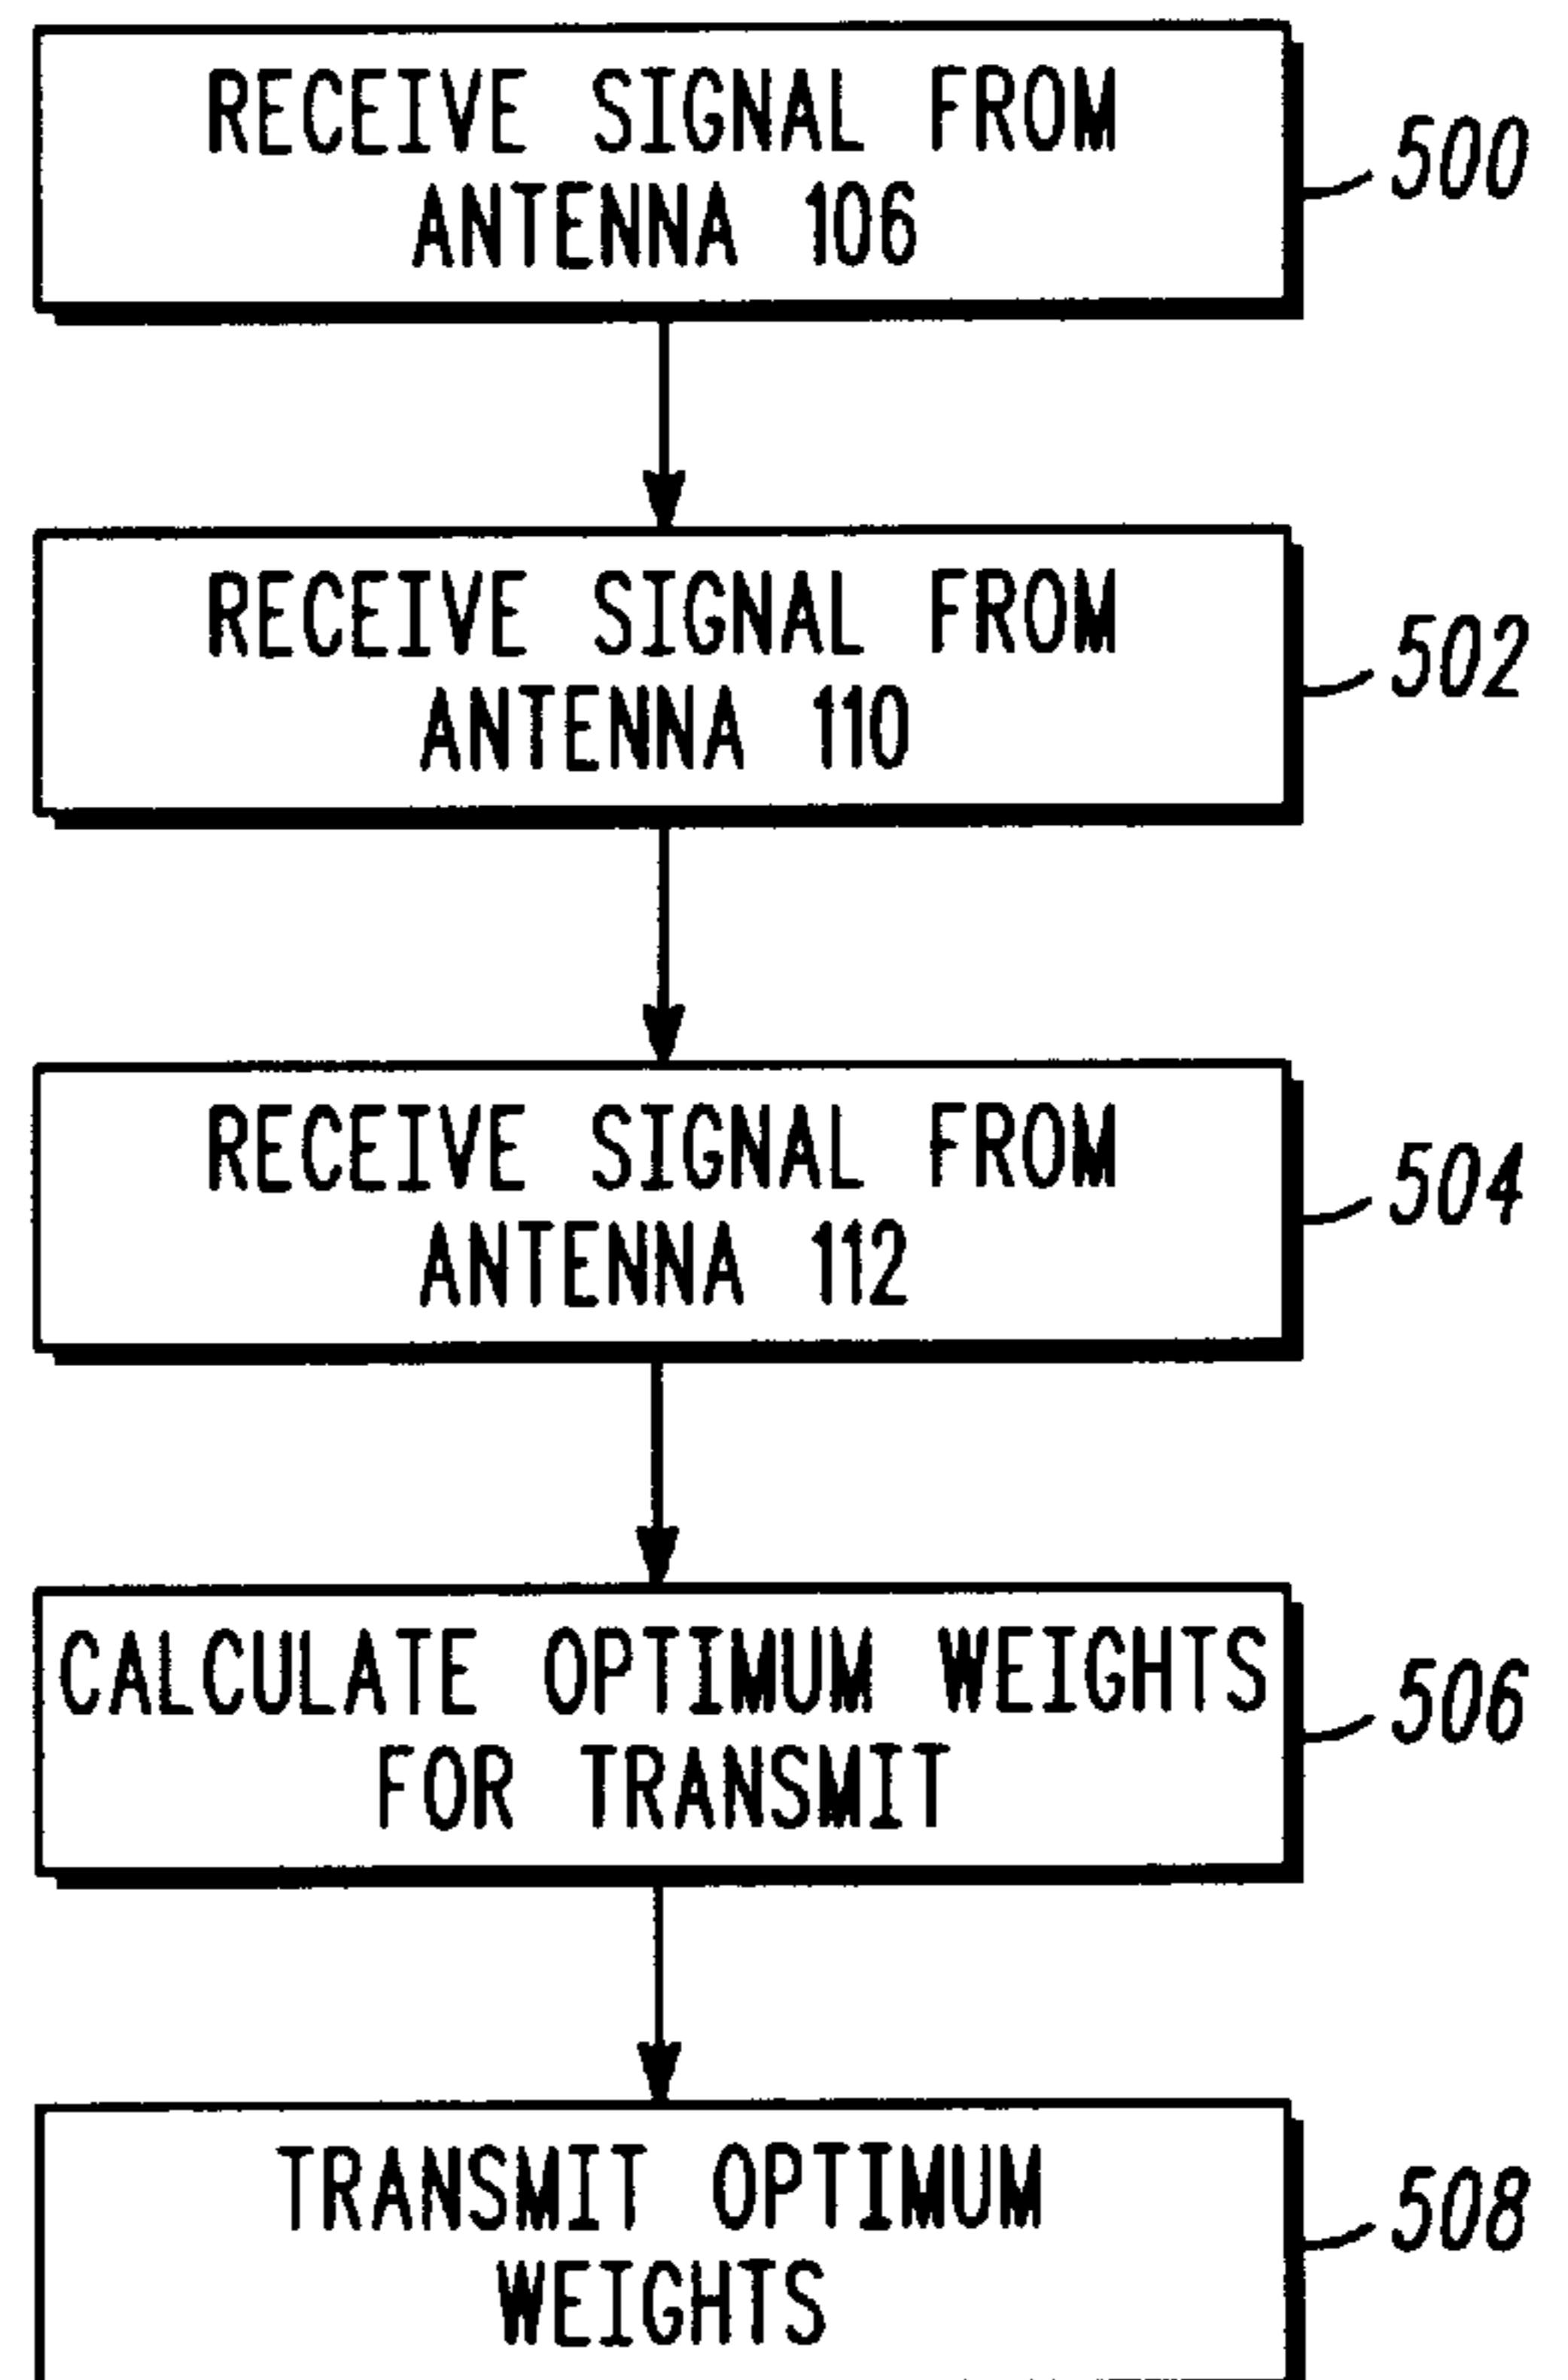 RECEIVE SIGNAL FROM
ANTENNA 106
500
RECEIVE SIGNAL FROM
ANTENNA 110
502
RECEIVE SIGNAL FROM
ANTENNA 112
504
CALCULATE OPTIMUM WEIGHTS
FOR TRANSMIT
506
TRANSMIT OPTIMUM
WEIGHTS
508